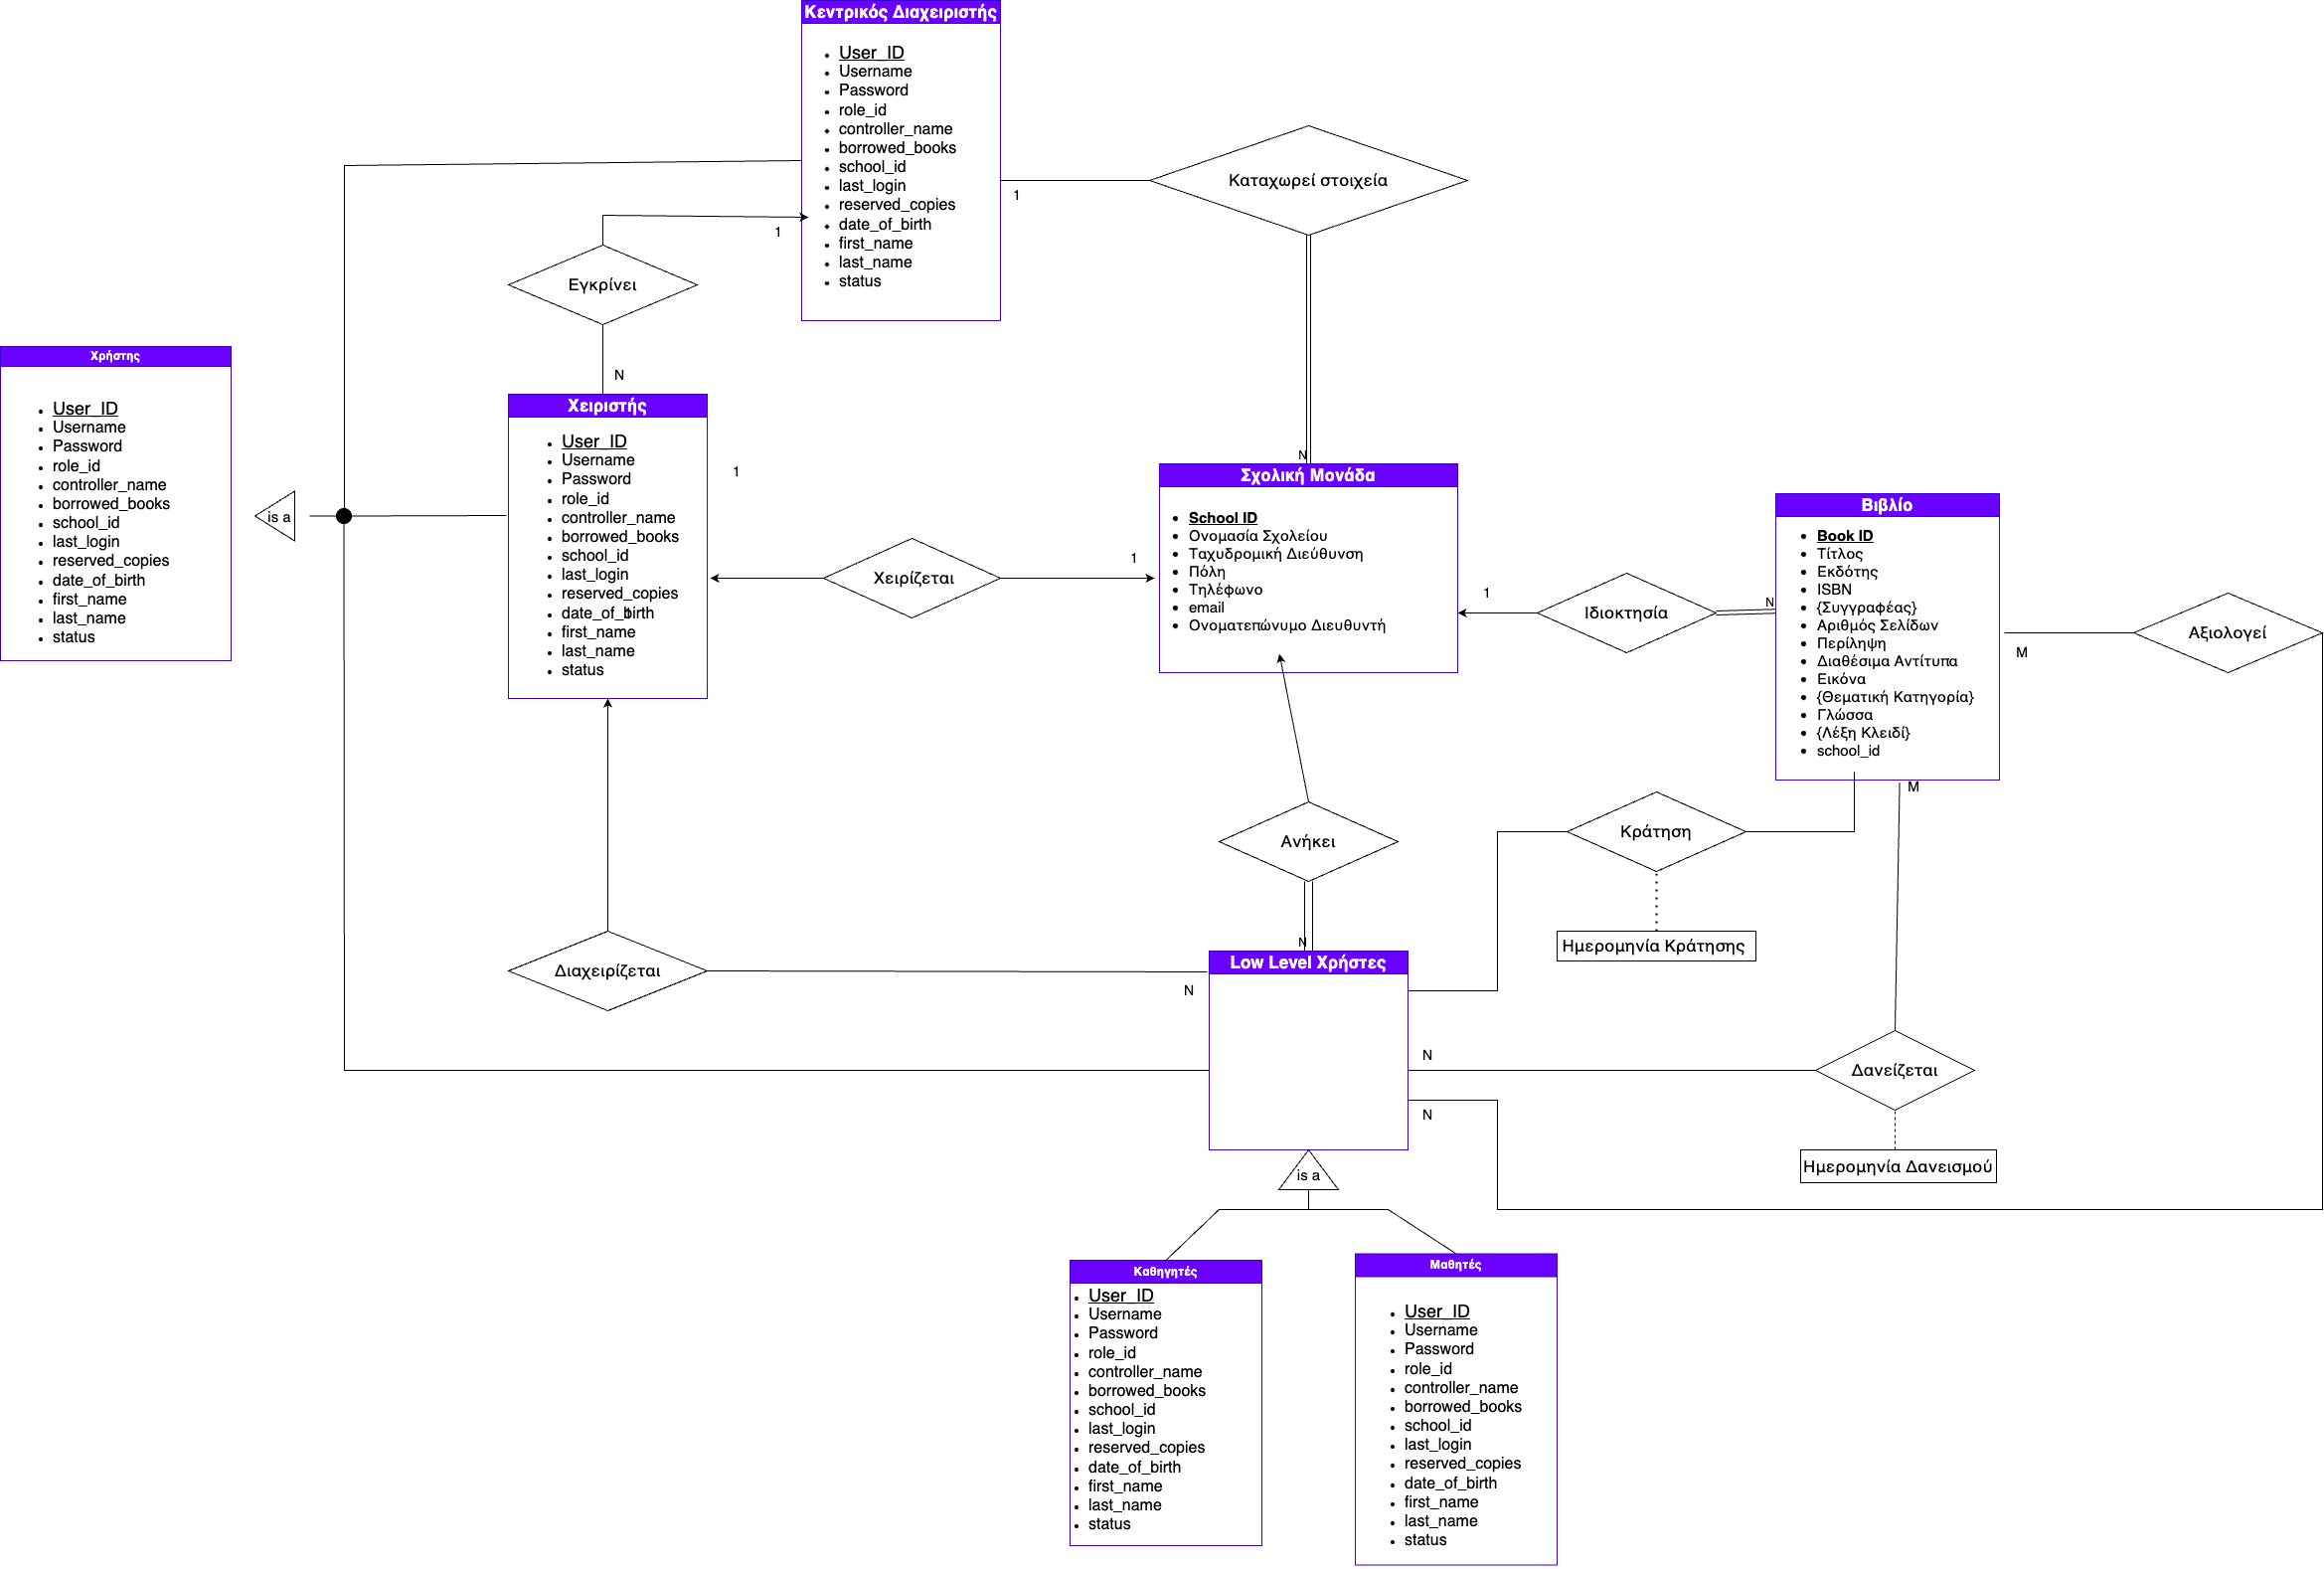 Κεντρικός Διαχειριστής
User_ID
Username
Password
role_id
controller_name
borrowed_books
school_id
last_login
reserved_copies
date_of_birth
first_name
last_name
status
Καταχωρεί στοιχεία
1
1
Εγκρίνει
N
Χρήστης
User_ID
Username
Password
role_id
controller_name
borrowed_books
school_id
last_login
reserved_copies
date_of_birth
first_name
last_name
status
is a
Χειριστής
User_ID
Username
Password
role_id
controller_name
borrowed_books
school_id
last_login
reserved_copies
date_of_birth
first_name
last_name
status
1
Χειρίζεται
1
N
Σχολική Μονάδα
School ID
Ονομασία Σχολείου
Ταχυδρομική Διεύθυνση
Πόλη
Τηλέφωνο
email
Ονοματεπώνυμο Διευθυντή
1
Ιδιοκτησία
N
Βιβλίο
Book ID
Τίτλος
Εκδότης
ISBN
{Συγγραφέας}
Αριθμός Σελίδων
Περίληψη
Διαθέσιμα Αντίτυπα
Εικόνα
{Θεματική Κατηγορία}
Γλώσσα
{Λέξη Κλειδί}
school_id
M
Αξιολογεί
M
Κράτηση
Ημερομηνία Κράτησης
Ανήκει
N
Διαχειρίζεται
N
Low Level Χρήστες
N
Δανείζεται
N
Ημερομηνία Δανεισμού
is a
Καθηγητές
User_ID
Username
Password
role_id
controller_name
borrowed_books
school_id
last_login
reserved_copies
date_of_birth
first_name
last_name
status
Μαθητές
User_ID
Username
Password
role_id
controller_name
borrowed_books
school_id
last_login
reserved_copies
date_of_birth
first_name
last_name
status